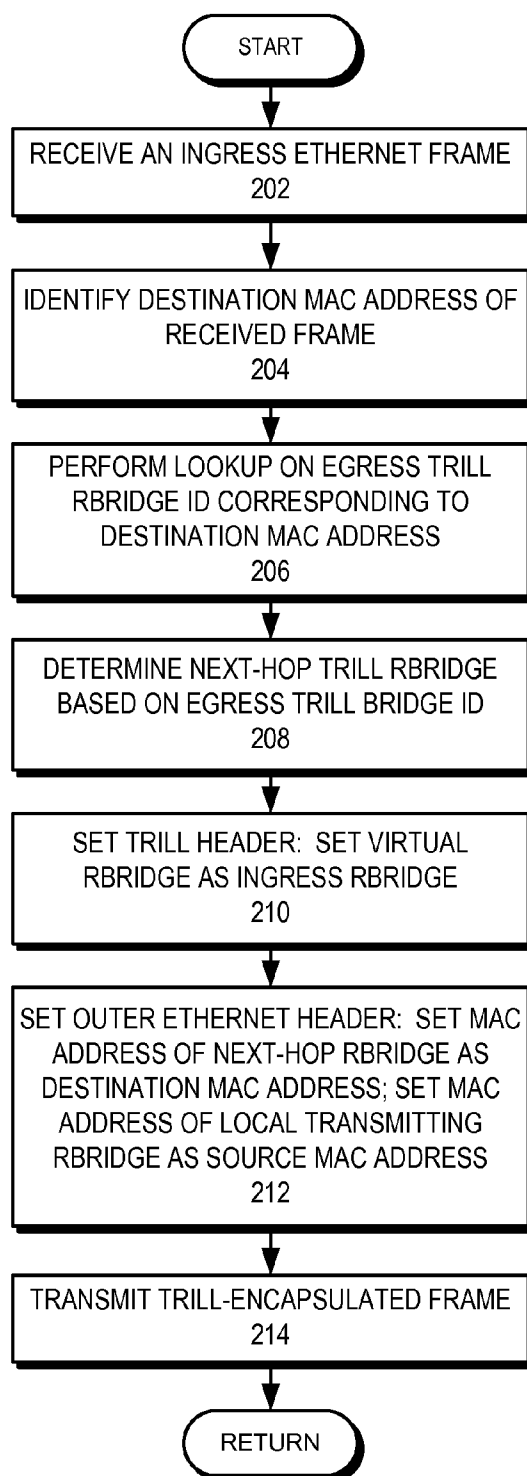 START
RECEIVE AN INGRESS ETHERNET FRAME
202
IDENTIFY DESTINATION MAC ADDRESS OF
RECEIVED FRAME
204
PERFORM LOOKUP ON EGRESS TRILL
RBRIDGE ID CORRESPONDING TO
DESTINATION MAC ADDRESS
206
DETERMINE NEXT-HOP TRILL RBRIDGE
BASED ON EGRESS TRILL BRIDGE ID
208
SET TRILL HEADER: SET VIRTUAL
RBRIDGE AS INGRESS RBRIDGE
210
SET OUTER ETHERNET HEADER: SET MAC
ADDRESS OF NEXT-HOP RBRIDGE AS
DESTINATION MAC ADDRESS; SET MAC
ADDRESS OF LOCAL TRANSMITTING
RBRIDGE AS SOURCE MAC ADDRESS
212
TRANSMIT TRILL-ENCAPSULATED FRAME
214
RETURN